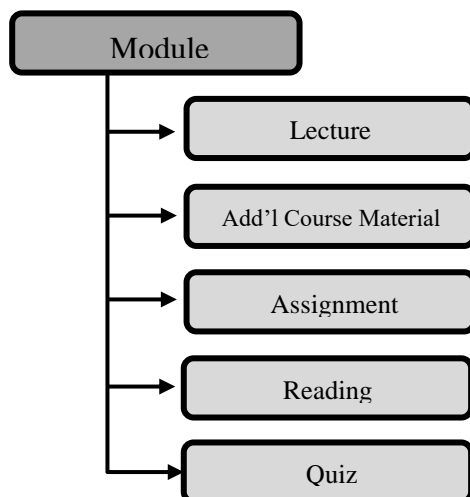 Module
Lecture
Add’l Course Material
Assignment
Reading
Quiz